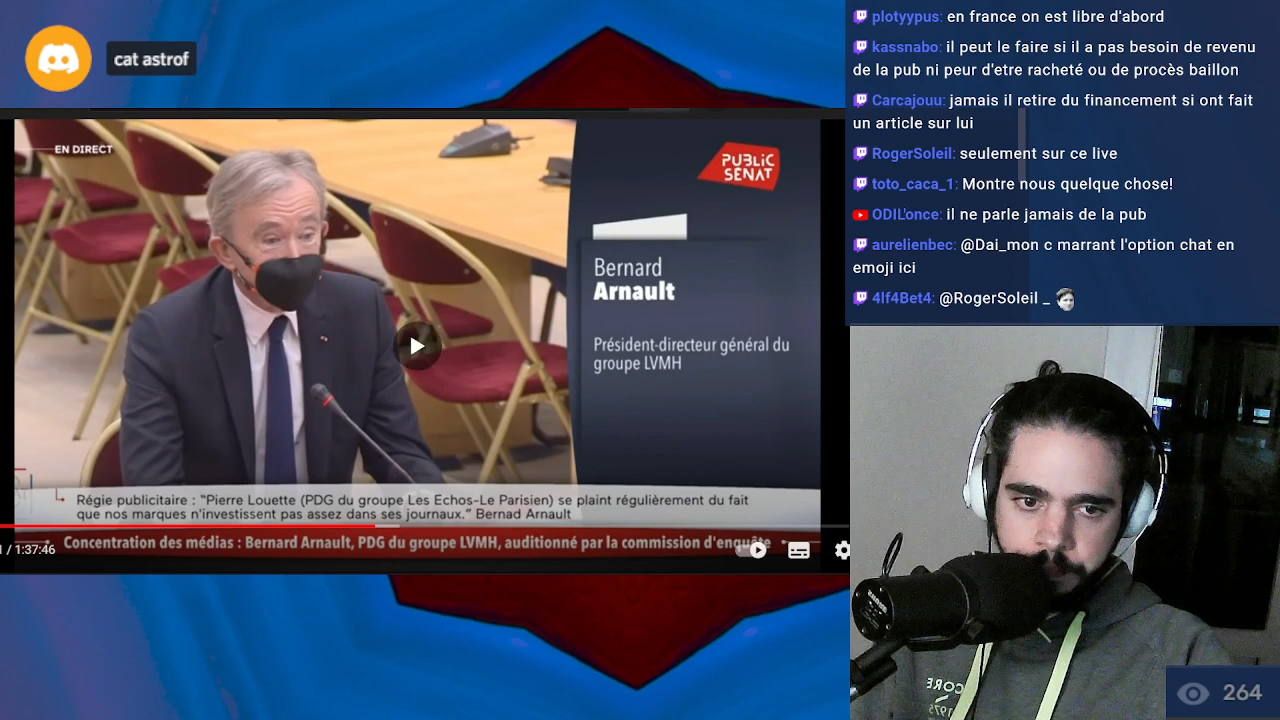 cat astrof
EN DIRECT
PUBLIC
SÉNAT
Bernard
Arnault
Président-directeur général du
groupe LVMH
Régie publicitaire : "Pierre Louette (PDG du groupe Les Echos-Le Parisien) se plaint régulièrement du fait
que nos marques n'investissent pas assez dans ses journaux." Bernad Arnault
Concentration des médias : Bernard Arnault, PDG du groupe LVMH, auditionné par la commission d'enquête
/ 1:37:46
plotyypus: en france on est libre d'abord
kassnabo: il peut le faire si il a pas besoin de revenu
de la pub ni peur d'etre racheté ou de procès baillon
Carcajouu: jamais il retire du financement si ont fait
un article sur lui
RogerSoleil: seulement sur ce live
toto_caca_1: Montre nous quelque chose!
ODIL'once: il ne parle jamais de la pub
aurelienbec: @Dai_mon c marrant l'option chat en
emoji ici
4lf4Bet4: @RogerSoleil _
CORE
1975
264